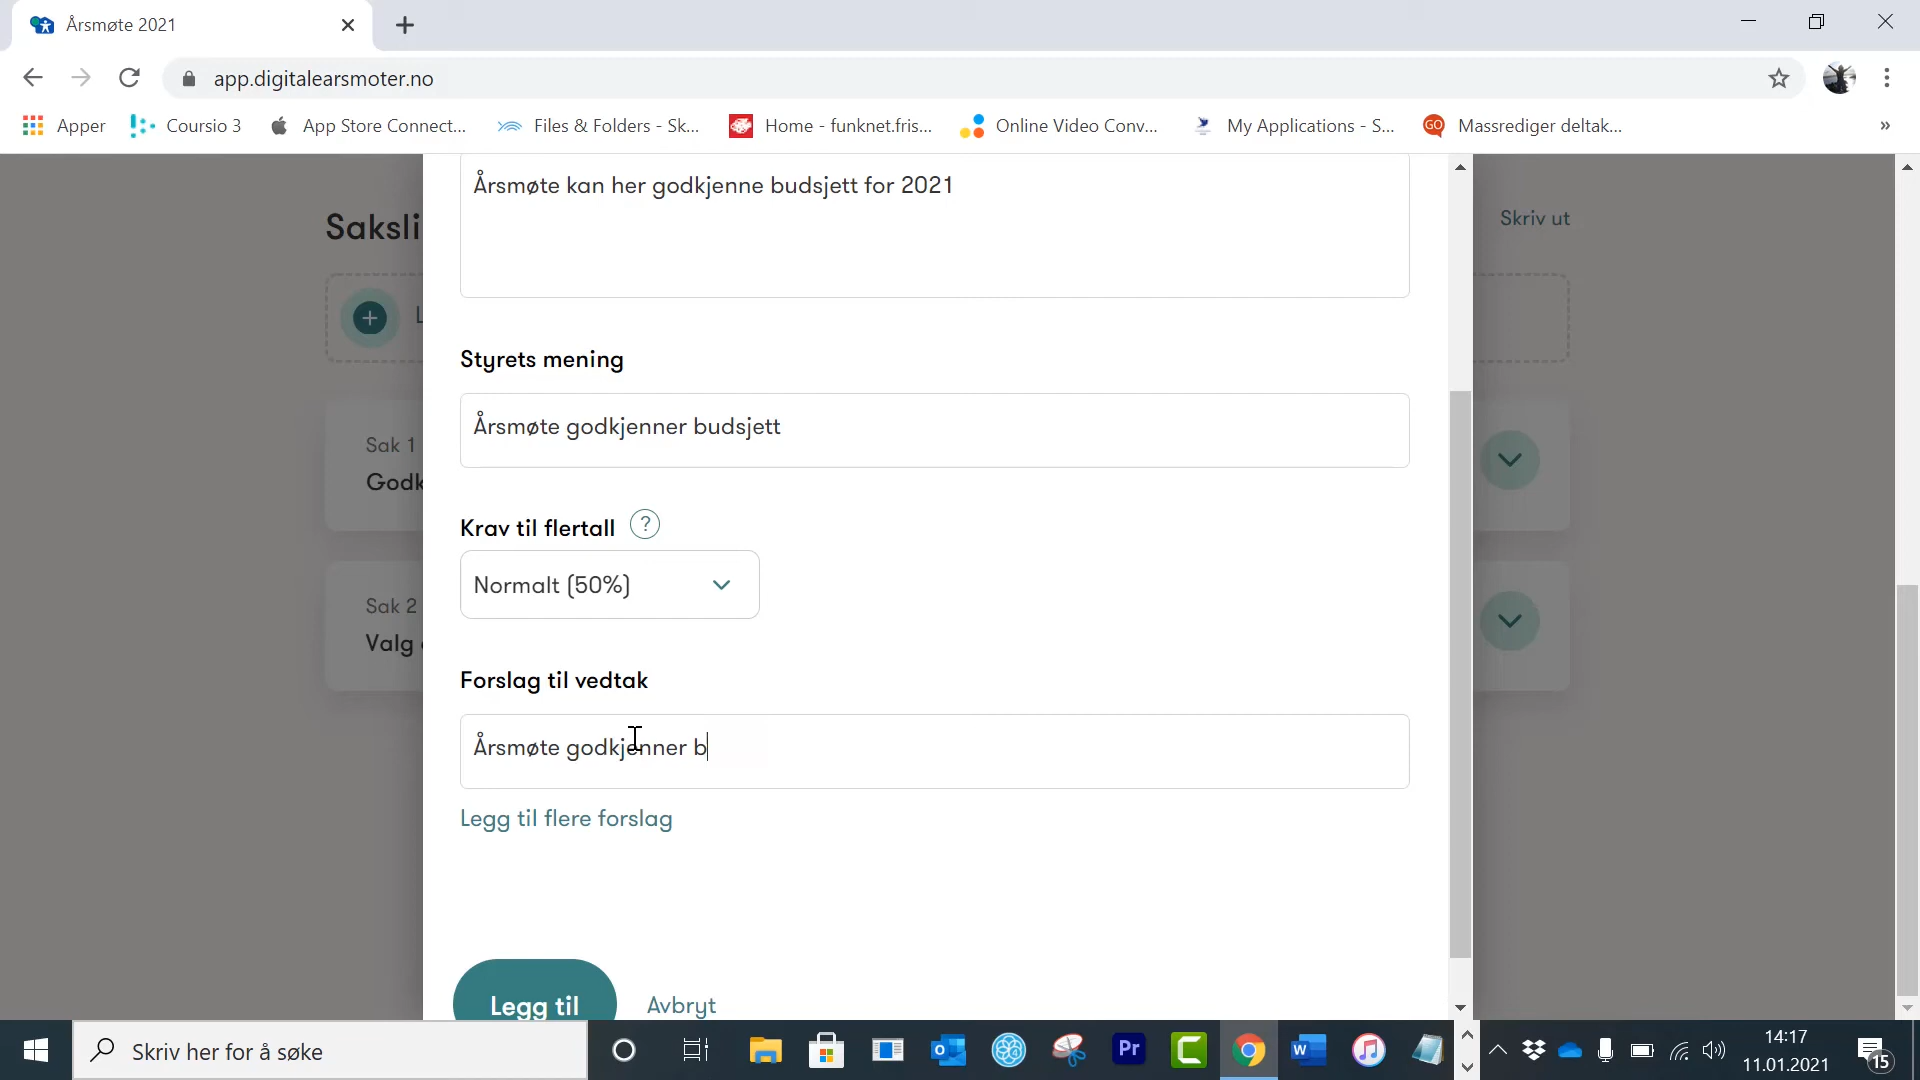 Årsmøte 2021
app.digitalearsmoter.no
Apper
Coursio 3
App Store Connect...
Files & Folders - Sk...
Home - funknet.fris...
Online Video Conv...
My Applications - S...
GO
Massrediger deltak...
»
Saksli
Skriv ut
L
Sak 1
Godk
Sak 2
Valg
Årsmøte kan her godkjenne budsjett for 2021
Styrets mening
Årsmøte godkjenner budsjett
Krav til flertall ?
Normalt (50%)
Forslag til vedtak
Årsmøte godkjenner b
Legg til flere forslag
Legg til
Avbryt
Skriv her for å søke
Pr
14:17
11.01.2021
15